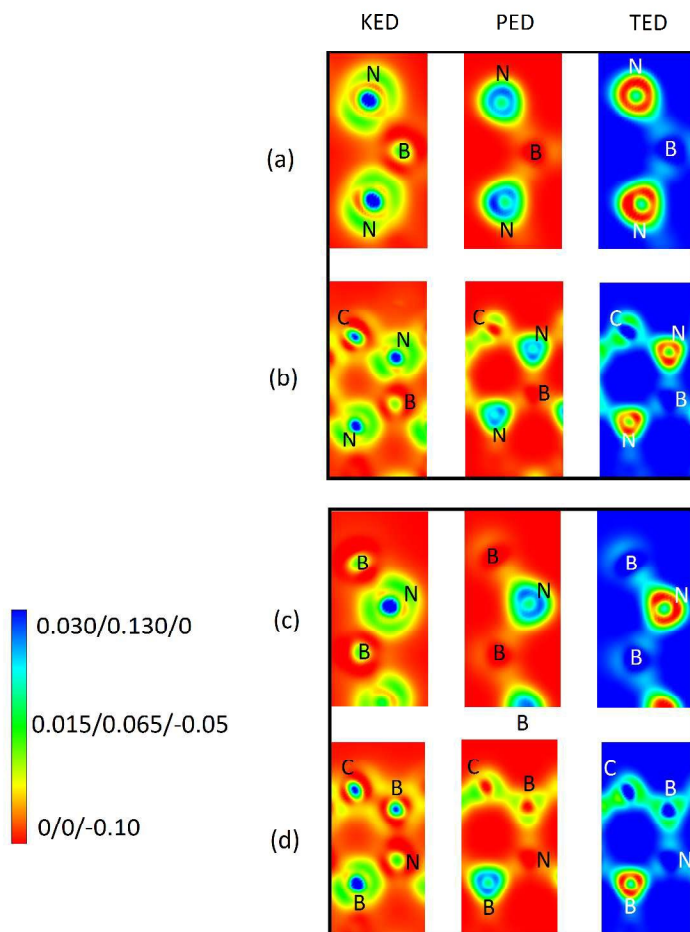 KED PED TED
N N N
(a) B B B
N N N
C N C N C N
(b) B B B
N N N
B B B
N N N
(c)
B B B
B
C B C B C B
(d) N N N
B B B
0.030/0.130/0
0.015/0.065/-0.05
0/0/-0.10